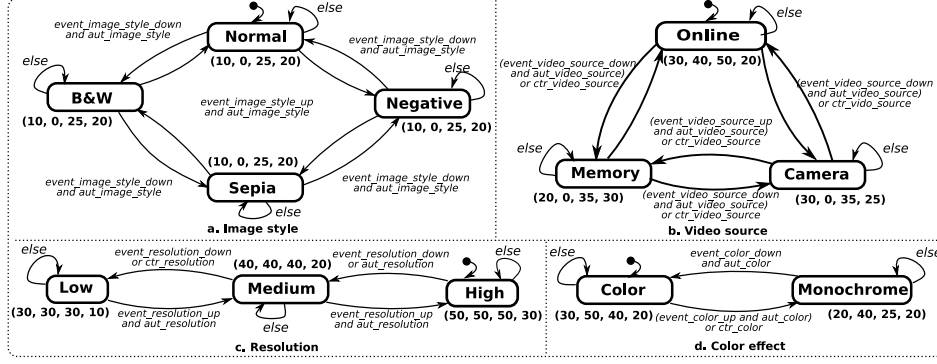 else
Normal
(10, 0, 25, 20)
event_image_style_down
and aut_image_style
event_image_style_down
and aut_image_style
else
B&W
(10, 0, 25, 20)
event_image_style_up
and aut_image_style
else
Negative
(10, 0, 25, 20)
(10, 0, 25, 20)
Sepia
else
event_image_style_down
and aut_image_style
event_image_style_down
and aut_image_style
a. Image style
else
Online
(30, 40, 50, 20)
(event_video_source_down
and aut_video_source)
or ctr_video_source
(event_video_source_down
and aut_video_source)
or ctr_vido_source
(event_video_source_up
and aut_video_source)
or ctr_video_source
else
Memory
(20, 0, 35, 30)
else
Camera
(30, 0, 35, 25)
(event_video_source_down
and aut_video_source)
or ctr_video_source
b. Video source
else
Low
(30, 30, 30, 10)
event_resolution_down
or ctr_resolution
(40, 40, 40, 20)
Medium
else
event_resolution_down
or aut_resolution
else
High
(50, 50, 50, 30)
event_resolution_up
and aut_resolution
event_resolution_up
and aut_resolution
c. Resolution
else
Color
(30, 50, 40, 20)
event_color_down
and aut_color
else
Monochrome
(20, 40, 25, 20)
(event_color_up and aut_color)
or ctr_color
d. Color effect